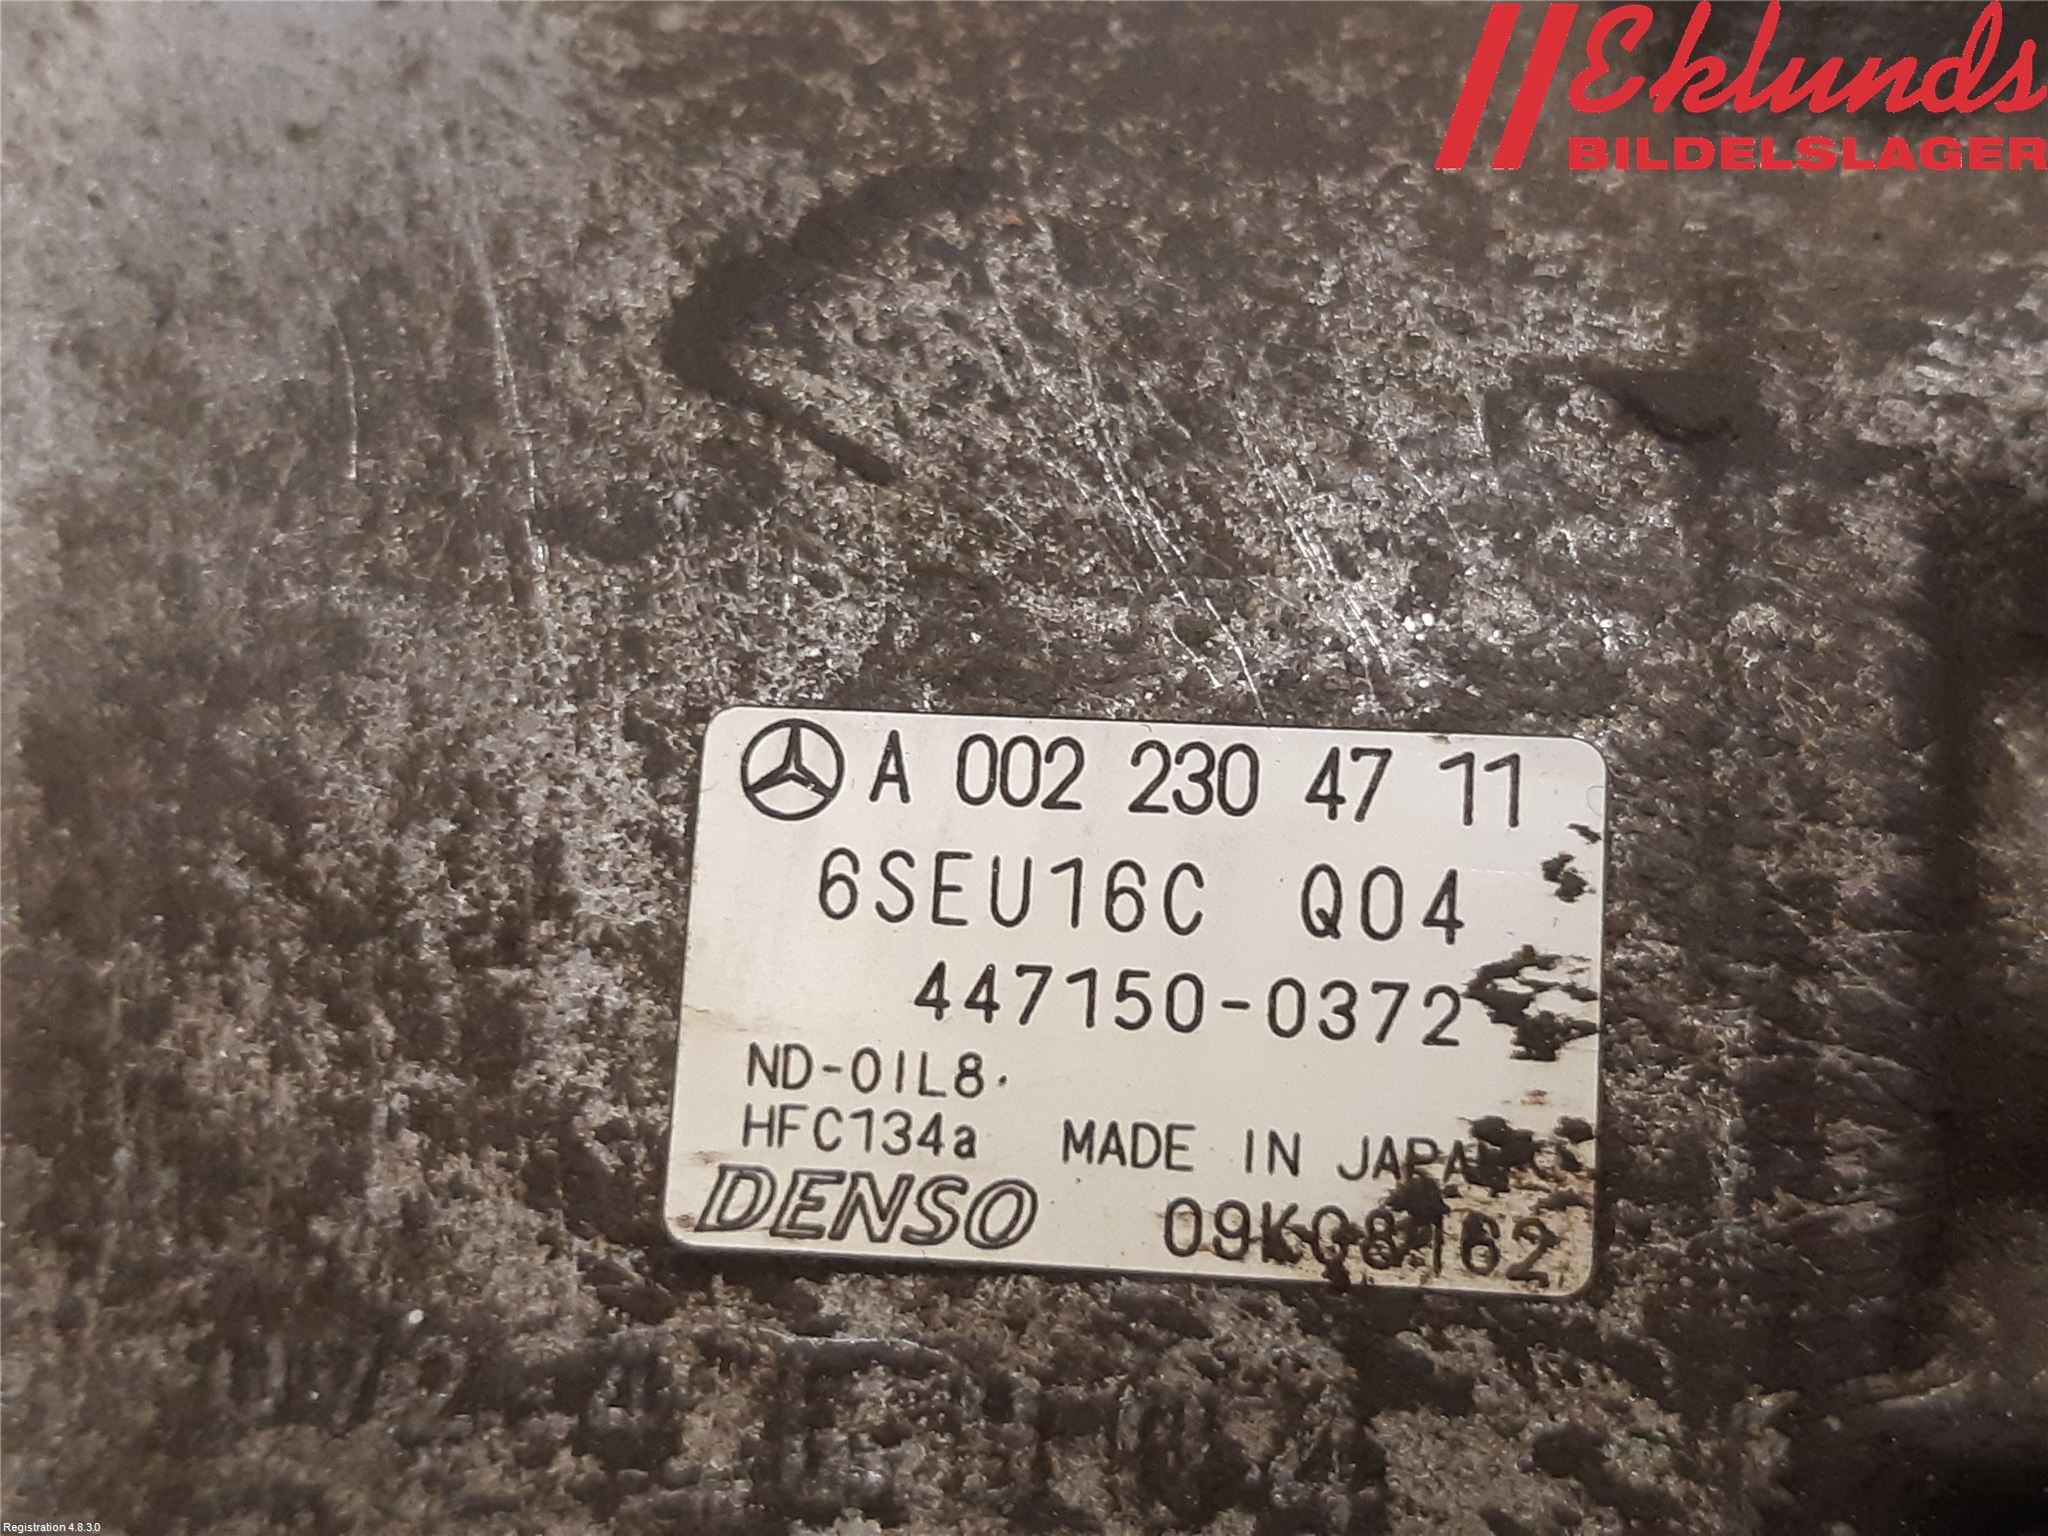 Eklunds
BILDELSLAGER
A 002 230 47 11
6SEU16C Q04
447150-0372
ND-OIL8
HFC134a MADE IN JAPAN
DENSO 09K08162
Registration 4.8.3.0